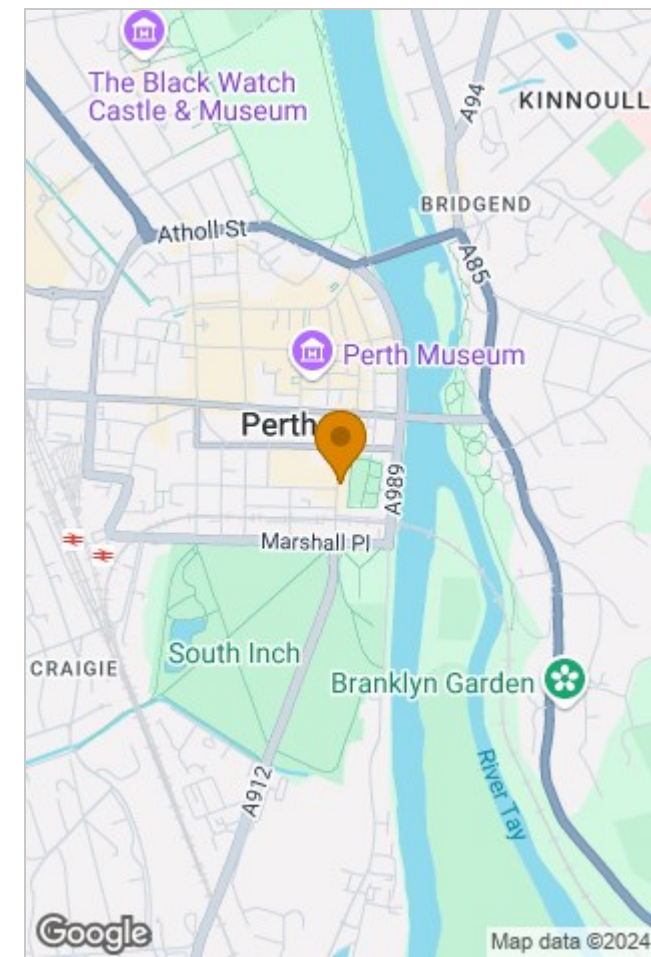 The Black Watch
Castle & Museum
A94
KINNOULL
BRIDGEND
Atholl St
A85
Perth Museum
Perth
A989
Marshall Pl
South Inch
CRAIGIE
Branklyn Garden
River Tay
A912
Google
Map data ©2024